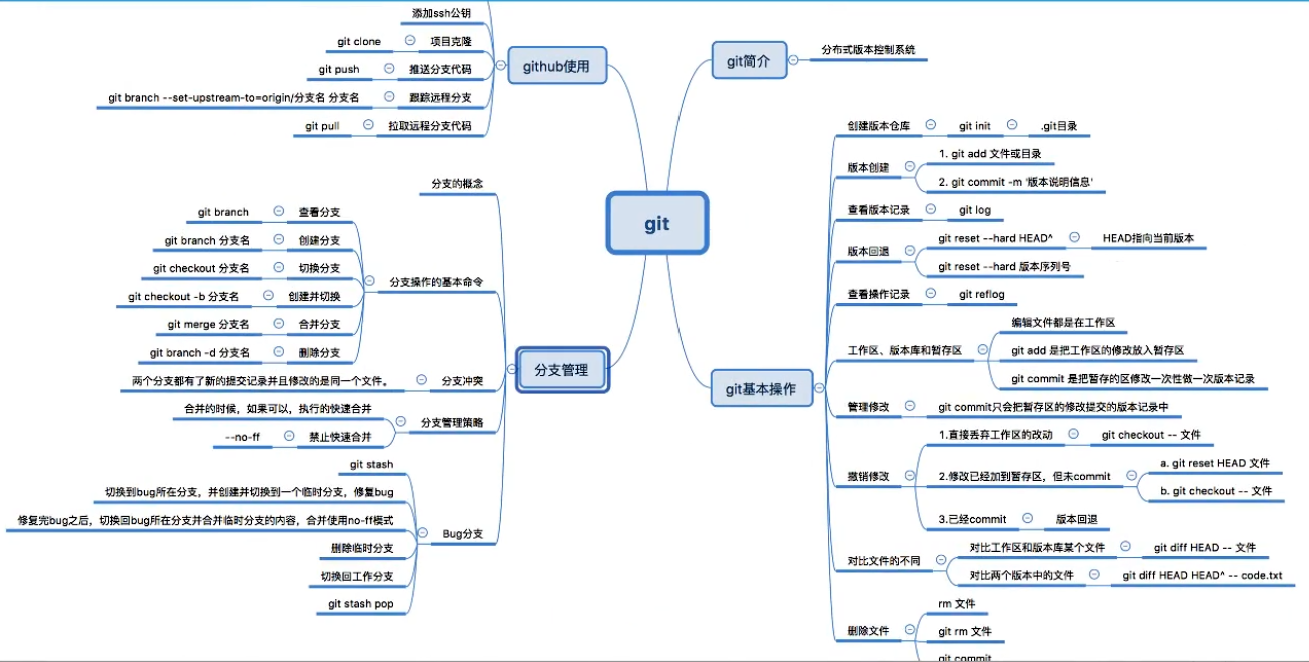 git
git简介
分布式版本控制系统
git基本操作
创建版本仓库
git init
.git目录
版本创建
1. git add 文件或目录
2. git commit -m '版本说明信息'
查看版本记录
git log
版本回退
git reset --hard HEAD^
HEAD指向当前版本
git reset --hard 版本序列号
查看操作记录
git reflog
工作区、版本库和暂存区
编辑文件都是在工作区
git add 是把工作区的修改放入暂存区
git commit 是把暂存的区修改一次性做一次版本记录
管理修改
git commit只会把暂存区的修改提交的版本记录中
撤销修改
1.直接丢弃工作区的改动
git checkout -- 文件
2.修改已经加到暂存区，但未commit
a. git reset HEAD 文件
b. git checkout -- 文件
3.已经commit
版本回退
对比文件的不同
对比工作区和版本库某个文件
git diff HEAD -- 文件
对比两个版本中的文件
git diff HEAD HEAD^ -- code.txt
删除文件
rm 文件
git rm 文件
git commit
github使用
添加ssh公钥
项目克隆
git clone
推送分支代码
git push
跟踪远程分支
git branch --set-upstream-to=origin/分支名 分支名
拉取远程分支代码
git pull
分支管理
分支的概念
分支操作的基本命令
查看分支
git branch
创建分支
git branch 分支名
切换分支
git checkout 分支名
创建并切换
git checkout -b 分支名
合并分支
git merge 分支名
删除分支
git branch -d 分支名
分支冲突
两个分支都有了新的提交记录并且修改的是同一个文件。
分支管理策略
合并的时候，如果可以，执行的快速合并
禁止快速合并
--no-ff
Bug分支
git stash
切换到bug所在分支，并创建并切换到一个临时分支，修复bug
修复完bug之后，切换回bug所在分支并合并临时分支的内容，合并使用no-ff模式
删除临时分支
切换回工作分支
git stash pop